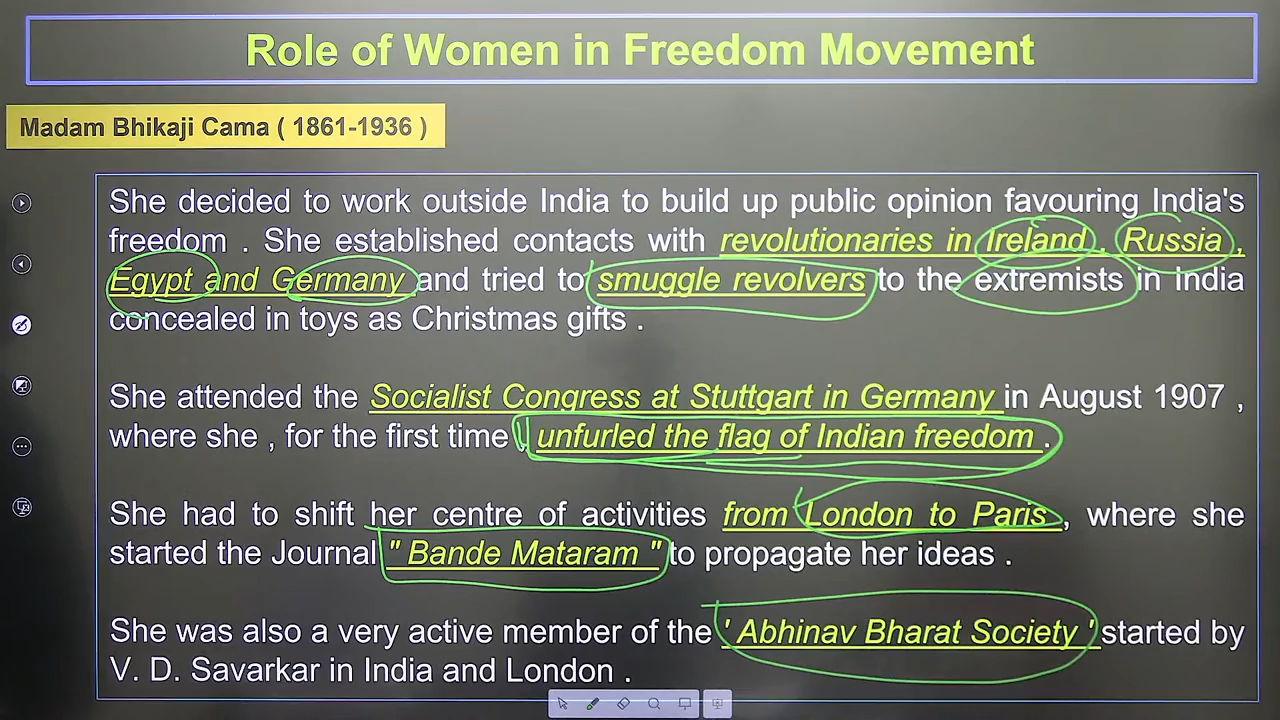 Role of Women in Freedom Movement
Madam Bhikaji Cama ( 1861-1936 )
She decided to work outside India to build up public opinion favouring India's
freedom . She established contacts with revolutionaries in Ireland , Russia ,
Egypt and Germany and tried to smuggle revolvers to the extremists in India
concealed in toys as Christmas gifts .
She attended the Socialist Congress at Stuttgart in Germany in August 1907 ,
where she , for the first time , unfurled the flag of Indian freedom .
She had to shift her centre of activities from London to Paris , where she
started the Journal " Bande Mataram " to propagate her ideas .
She was also a very active member of the ' Abhinav Bharat Society ' started by
V. D. Savarkar in India and London .